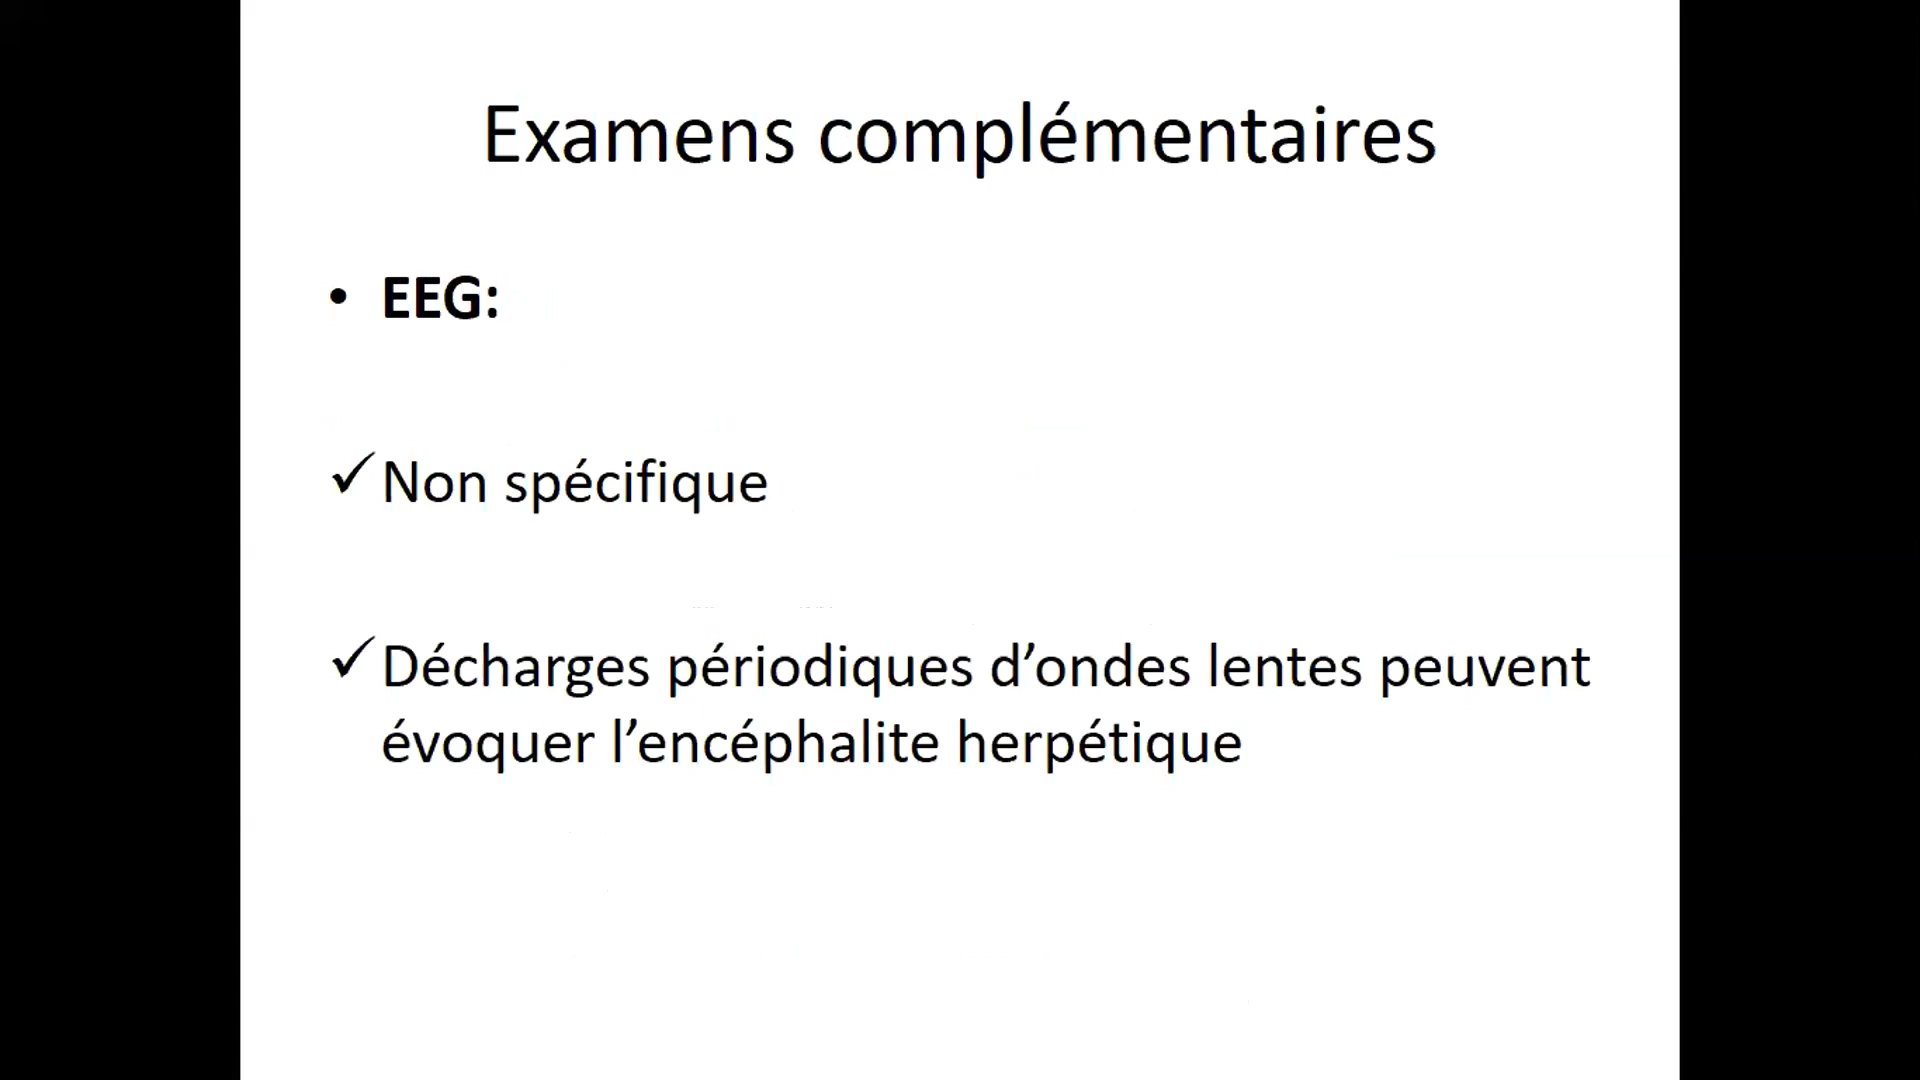 Examens complémentaires
• EEG:
✓Non spécifique
✓Décharges périodiques d’ondes lentes peuvent
évoquer l’encéphalite herpétique